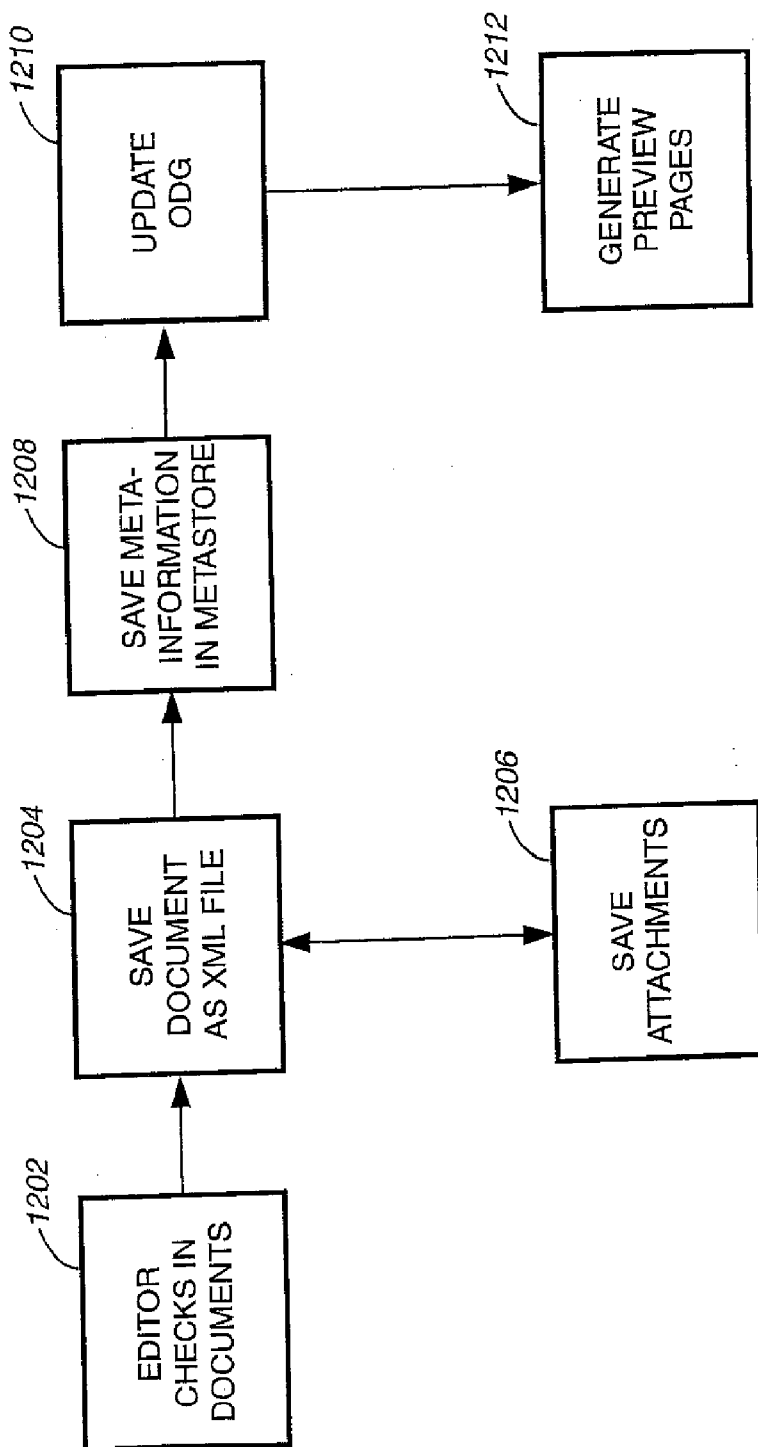 1202
EDITOR
CHECKS IN
DOCUMENTS
1204
SAVE
DOCUMENT
AS XML FILE
1206
SAVE
ATTACHMENTS
1208
SAVE META-
INFORMATION
IN METASTORE
1210
UPDATE
ODG
1212
GENERATE
PREVIEW
PAGES